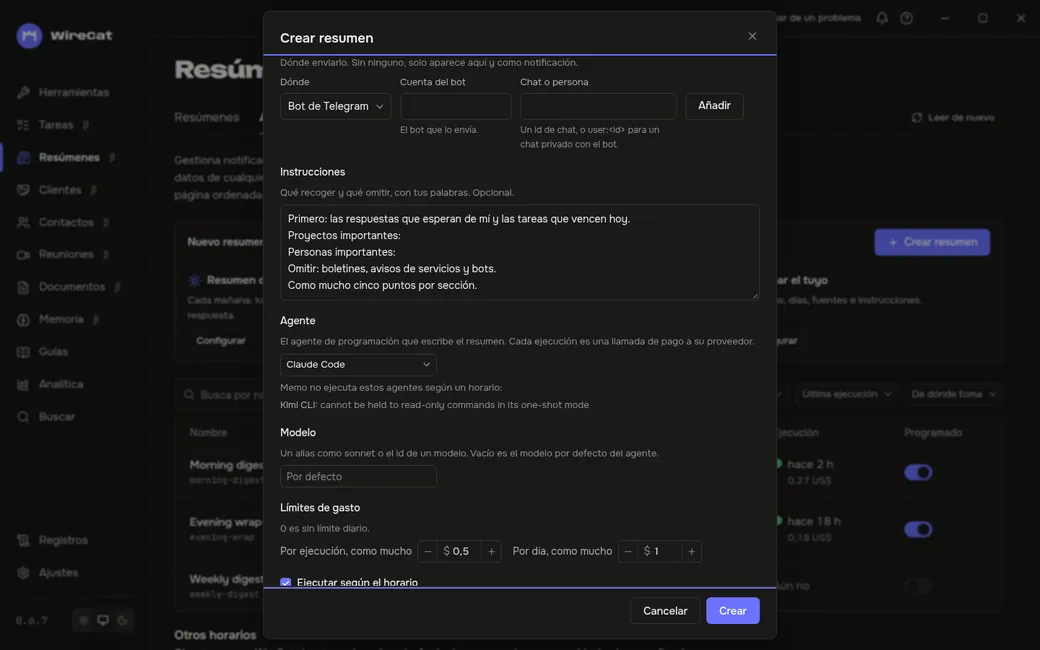 Wirecat
Herramientas
Tareas β
Resúmenes β
Clientes β
Contactos β
Reuniones β
Documentos β
Memoria β
Guías
Analítica
Buscar
Registros
Ajustes
0.6.7
ar de un problema
Resúm
Resúmenes
Leer de nuevo
Gestiona notifica
datos de cualquie
página ordenada
Nuevo resumen
+ Crear resumen
Resumen d
Cada mañana: lo
respuesta.
Configurar
ar el tuyo
s, días, fuentes e instrucciones.
urar
Busca por no
Última ejecución
De dónde toma
Nombre
ejecución
Programado
Morning diges
morning-digest
hace 2 h
0,27 US$
Evening wrap
evening-wrap
hace 18 h
0,19 US$
Weekly digest
weekly-digest
Aún no
Otros horarios
Crear resumen
Dónde enviarlo. Sin ninguno, solo aparece aquí y como notificación.
Dónde
Cuenta del bot
Chat o persona
Bot de Telegram
Añadir
El bot que lo envía.
Un id de chat, o user:<id> para un
chat privado con el bot.
Instrucciones
Qué recoger y qué omitir, con tus palabras. Opcional.
Primero: las respuestas que esperan de mí y las tareas que vencen hoy.
Proyectos importantes:
Personas importantes:
Omitir: boletines, avisos de servicios y bots.
Como mucho cinco puntos por sección.
Agente
El agente de programación que escribe el resumen. Cada ejecución es una llamada de pago a su proveedor.
Claude Code
Memo no ejecuta estos agentes según un horario:
Kimi CLI: cannot be held to read-only commands in its one-shot mode
Modelo
Un alias como sonnet o el id de un modelo. Vacío es el modelo por defecto del agente.
Por defecto
Límites de gasto
0 es sin límite diario.
Por ejecución, como mucho − $ 0,5 + Por día, como mucho − $ 1 +
Ejecutar según el horario
Cancelar
Crear